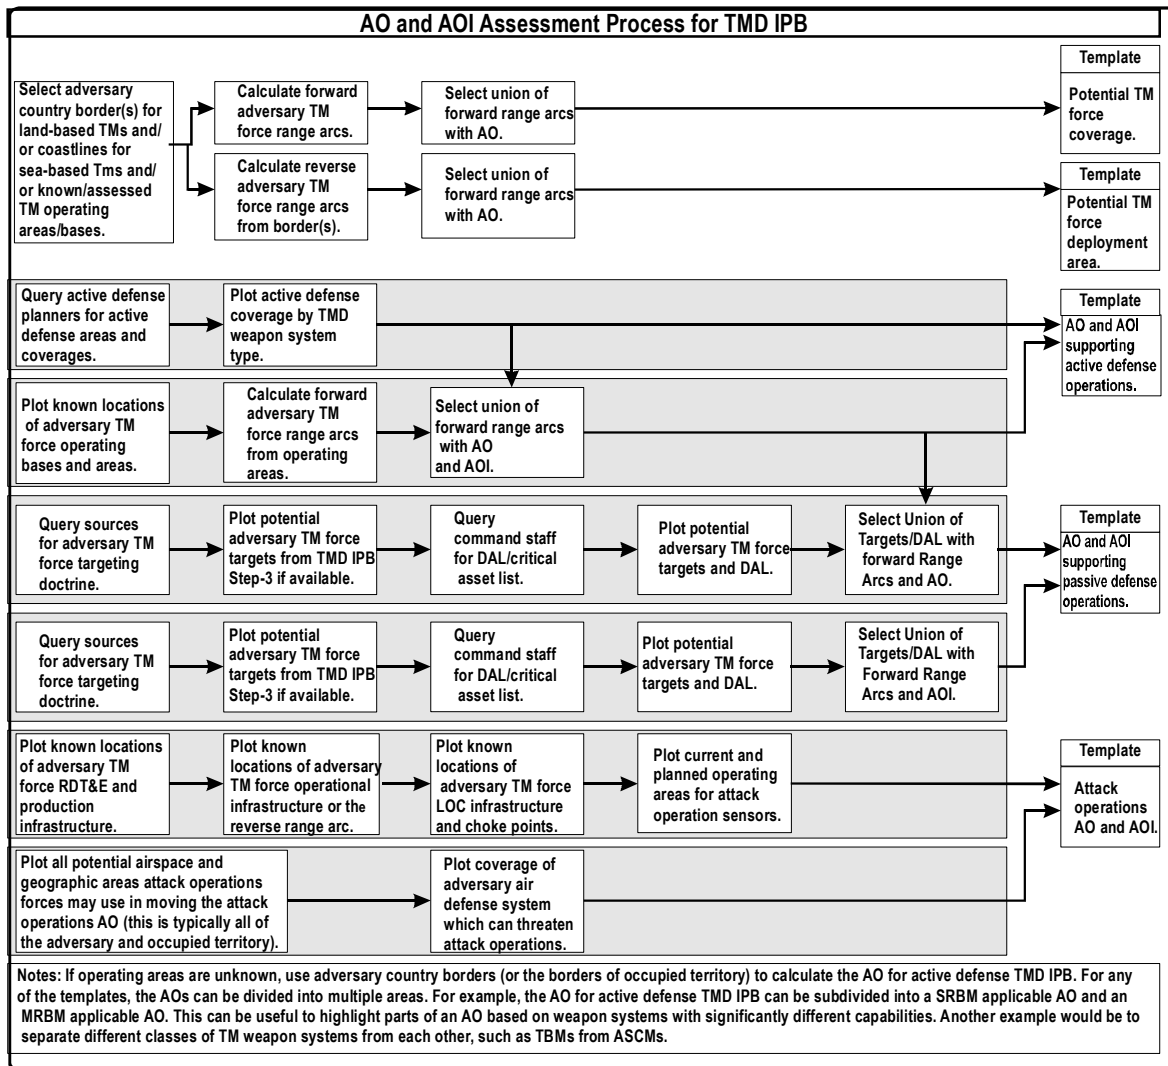 AO and AOI Assessment Process for TMD IPB
Select adversary
country border(s) for
land-based TMs and/
or coastlines for
sea-based Tms and/
or known/assessed
TM operating
areas/bases.
Calculate forward
adversary TM
force range arcs.
Select union of
forward range arcs
with AO.
Template
Potential TM
force
coverage.
Calculate reverse
adversary TM
force range arcs
from border(s).
Select union of
forward range arcs
with AO.
Template
Potential TM
force
deployment
area.
Query active defense
planners for active
defense areas and
coverages.
Plot active defense
coverage by TMD
weapon system
type.
Template
AO and AOI
supporting
active defense
operations.
Plot known locations
of adversary TM
force operating
bases and areas.
Calculate forward
adversary TM
force range arcs
from operating
areas.
Select union of
forward range arcs
with AO
and AOI.
Query sources
for adversary TM
force targeting
doctrine.
Plot potential
adversary TM force
targets from TMD IPB
Step-3 if available.
Query
command staff
for DAL/critical
asset list.
Plot potential
adversary TM force
targets and DAL.
Select Union of
Targets/DAL with
forward Range
Arcs and AO.
Template
AO and AOI
supporting
passive defense
operations.
Query sources
for adversary TM
force targeting
doctrine.
Plot potential
adversary TM force
targets from TMD IPB
Step-3 if available.
Query
command staff
for DAL/critical
asset list.
Plot potential
adversary TM force
targets and DAL.
Select Union of
Targets/DAL with
Forward Range
Arcs and AOI.
Plot known locations
of adversary TM
force RDT&E and
production
infrastructure.
Plot known
locations of adversary
TM force operational
infrastructure or the
reverse range arc.
Plot known
locations of
adversary TM force
LOC infrastructure
and choke points.
Plot current and
planned operating
areas for attack
operation sensors.
Template
Attack
operations
AO and AOI.
Plot all potential airspace and
geographic areas attack operations
forces may use in moving the attack
operations AO (this is typically all of
the adversary and occupied territory).
Plot coverage of
adversary air
defense system
which can threaten
attack operations.
Notes: If operating areas are unknown, use adversary country borders (or the borders of occupied territory) to calculate the AO for active defense TMD IPB. For any
of the templates, the AOs can be divided into multiple areas. For example, the AO for active defense TMD IPB can be subdivided into a SRBM applicable AO and an
MRBM applicable AO. This can be useful to highlight parts of an AO based on weapon systems with significantly different capabilities. Another example would be to
separate different classes of TM weapon systems from each other, such as TBMs from ASCMs.